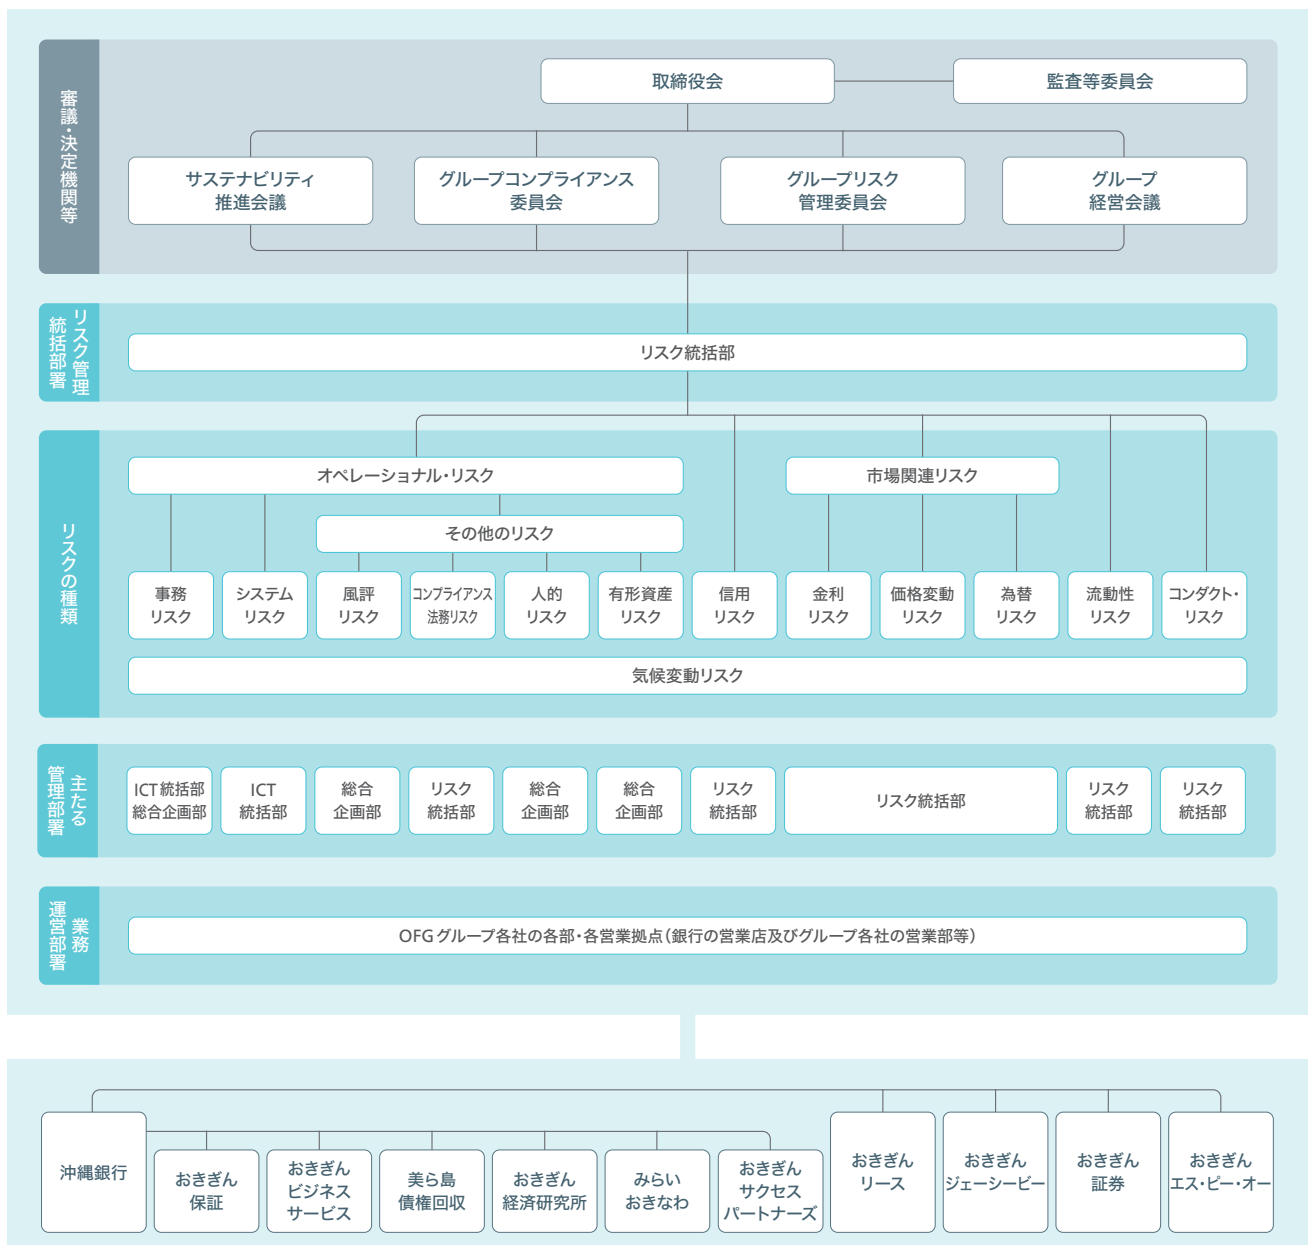 審議・決定機関等
取締役会
監査等委員会
サステナビリティ
推進会議
グループコンプライアンス
委員会
グループリスク
管理委員会
グループ
経営会議
リスク管理
統括部署
リスク統括部
リスクの種類
オペレーショナル・リスク
市場関連リスク
その他のリスク
事務
リスク
システム
リスク
風評
リスク
コンプライアンス
法務リスク
人的
リスク
有形資産
リスク
信用
リスク
金利
リスク
価格変動
リスク
為替
リスク
流動性
リスク
コンダクト・
リスク
気候変動リスク
主たる
管理部署
ICT統括部
総合企画部
ICT
統括部
総合
企画部
リスク
統括部
総合
企画部
総合
企画部
リスク
統括部
リスク統括部
リスク
統括部
リスク
統括部
業務
運営部署
OFGグループ各社の各部・各営業拠点（銀行の営業店及びグループ各社の営業部等）
沖縄銀行
おきぎん
保証
おきぎん
ビジネス
サービス
美ら島
債権回収
おきぎん
経済研究所
みらい
おきなわ
おきぎん
サクセス
パートナーズ
おきぎん
リース
おきぎん
ジェーシービー
おきぎん
証券
おきぎん
エス・ピー・オー